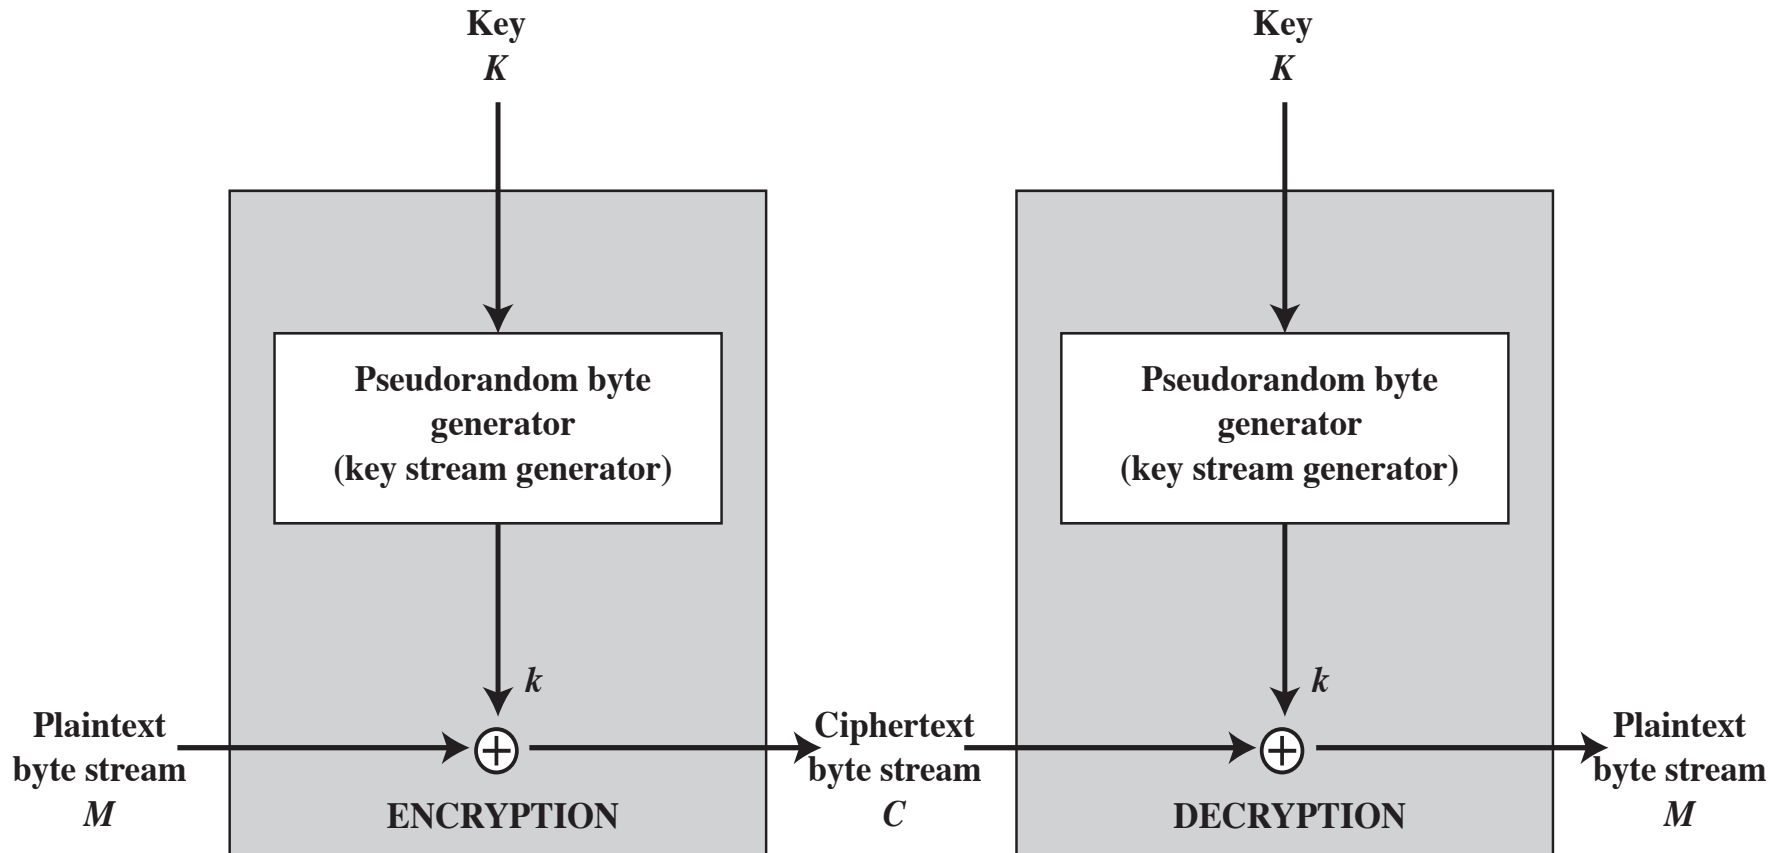 Key
K
Pseudorandom byte
generator
(key stream generator)
k
Plaintext
byte stream
M
ENCRYPTION
Ciphertext
byte stream
C
Key
K
Pseudorandom byte
generator
(key stream generator)
k
DECRYPTION
Plaintext
byte stream
M